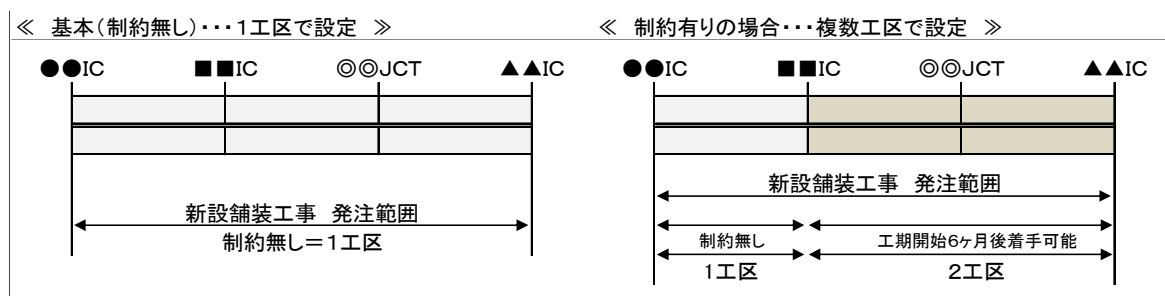 ≪ 基本(制約無し)・・・1工区で設定 ≫
●●IC ■■IC ◎◎JCT ▲▲IC
新設舗装工事 発注範囲
制約無し=1工区
≪ 制約有りの場合・・・複数工区で設定 ≫
●●IC ■■IC ◎◎JCT ▲▲IC
新設舗装工事 発注範囲
制約無し 工期開始6ヶ月後着手可能
1工区 2工区